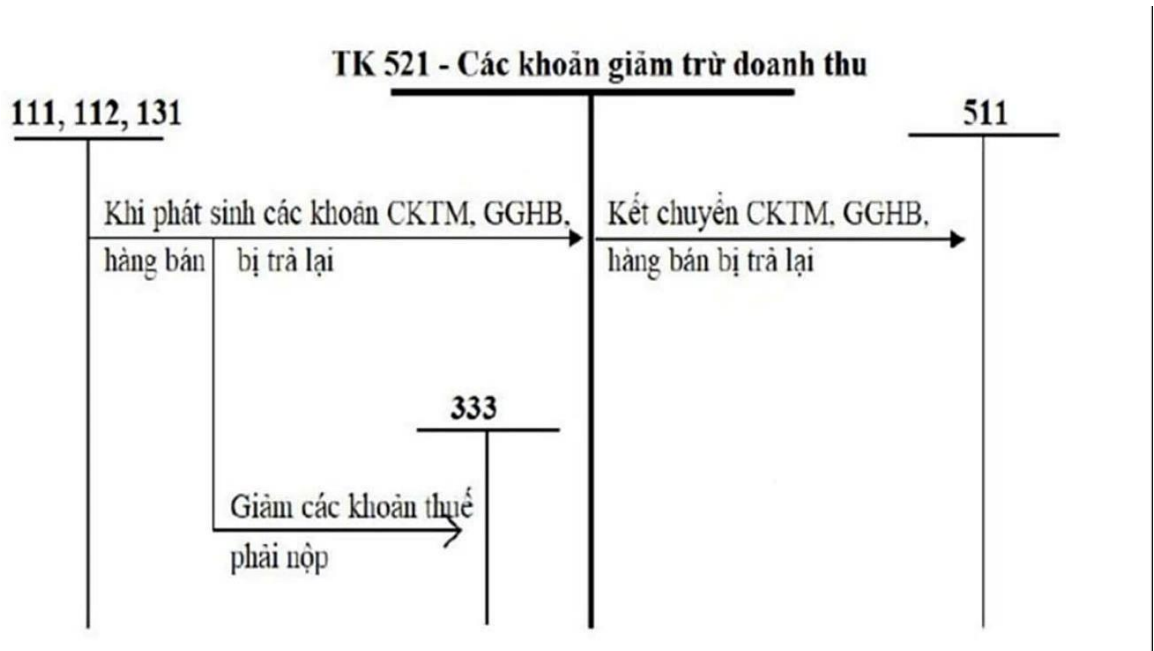 TK 521 - Các khoản giảm trừ doanh thu
111, 112, 131
511
Khi phát sinh các khoản CKTM, GGHB,
hàng bán bị trả lại
Kết chuyển CKTM, GGHB,
hàng bán bị trả lại
333
Giảm các khoản thuế
phải nộp